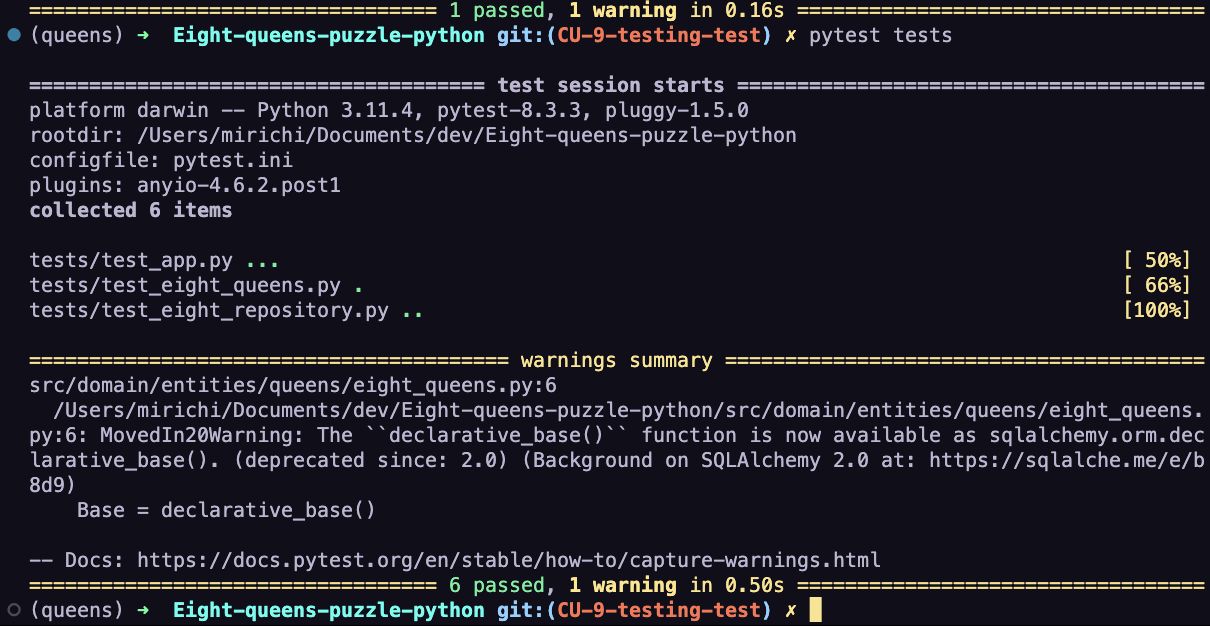 ================================== 1 passed, 1 warning in 0.16s ==================================
(queens) ➜  Eight-queens-puzzle-python git:(CU-9-testing-test) ✗ pytest tests
====================================== test session starts =======================================
platform darwin -- Python 3.11.4, pytest-8.3.3, pluggy-1.5.0
rootdir: /Users/mirichi/Documents/dev/Eight-queens-puzzle-python
configfile: pytest.ini
plugins: anyio-4.6.2.post1
collected 6 items
tests/test_app.py ... [ 50%]
tests/test_eight_queens.py . [ 66%]
tests/test_eight_repository.py .. [100%]
======================================== warnings summary ========================================
src/domain/entities/queens/eight_queens.py:6
  /Users/mirichi/Documents/dev/Eight-queens-puzzle-python/src/domain/entities/queens/eight_queens.
py:6: MovedIn20Warning: The ``declarative_base()`` function is now available as sqlalchemy.orm.dec
larative_base(). (deprecated since: 2.0) (Background on SQLAlchemy 2.0 at: https://sqlalche.me/e/b
8d9)
    Base = declarative_base()
-- Docs: https://docs.pytest.org/en/stable/how-to/capture-warnings.html
================================== 6 passed, 1 warning in 0.50s ==================================
(queens) ➜  Eight-queens-puzzle-python git:(CU-9-testing-test) ✗